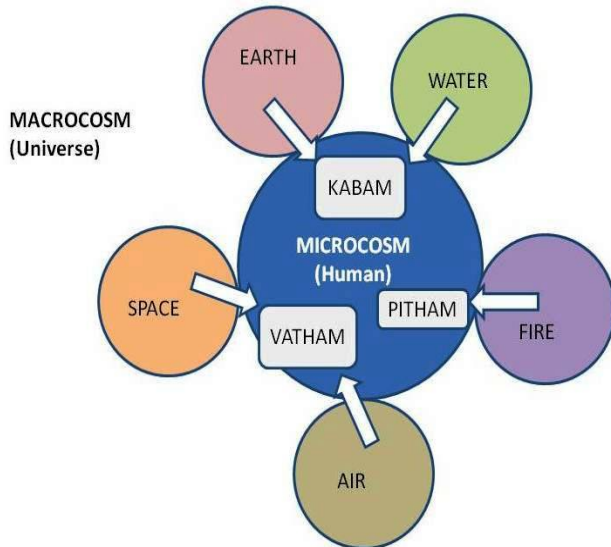 EARTH
WATER
MACROCOSM
(Universe)
KABAM
MICROCOSM
(Human)
SPACE
PITHAM
VATHAM
FIRE
AIR